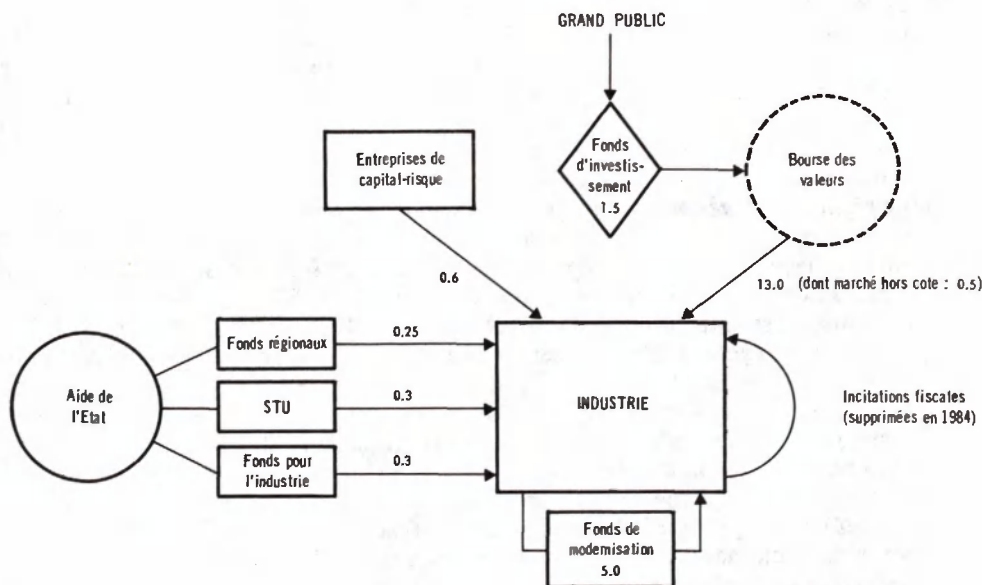 GRAND PUBLIC
Fonds
d'investis-
sement
1.5
Bourse des
valeurs
Entreprises de
capital-risque
0.6
13.0 (dont marché hors cote : 0.5)
Aide de
l'Etat
Fonds régionaux
0.25
STU
0.3
Fonds pour
l'industrie
0.3
INDUSTRIE
Incitations fiscales
(supprimées en 1984)
Fonds de
modernisation
5.0